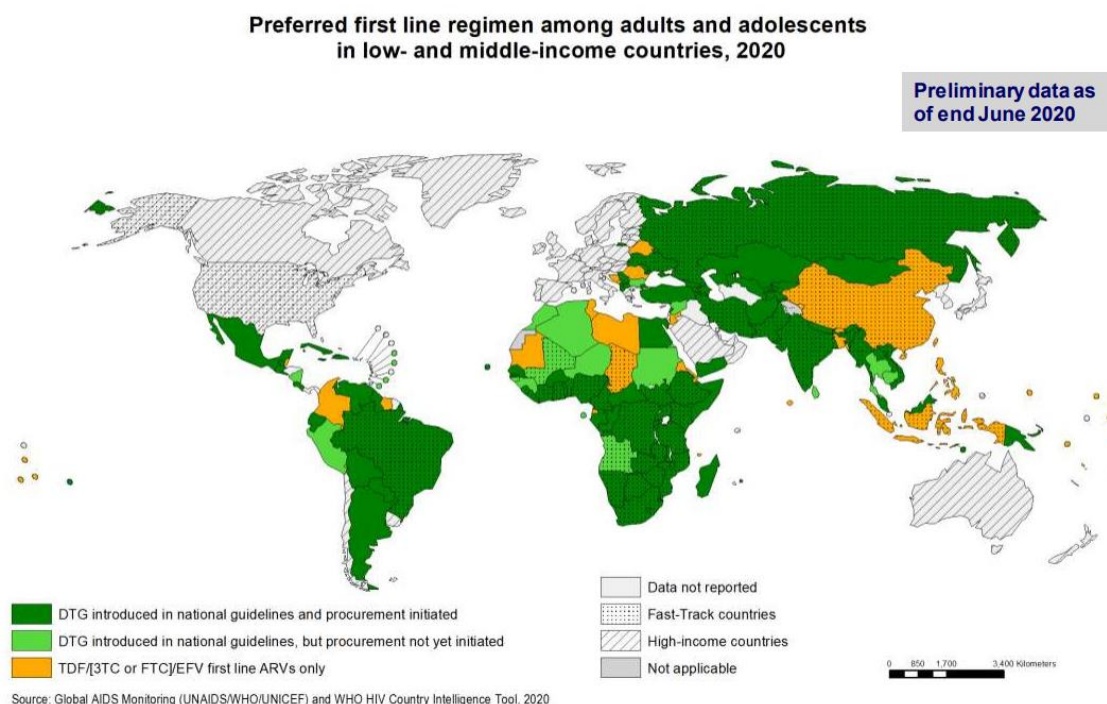 Preferred first line regimen among adults and adolescents
in low- and middle-income countries, 2020
Preliminary data as
of end June 2020
DTG introduced in national guidelines and procurement initiated
DTG introduced in national guidelines, but procurement not yet initiated
TDF/[3TC or FTC]/EFV first line ARVs only
Data not reported
Fast-Track countries
High-income countries
Not applicable
0 850 1,700 3,400 Kilometers
Source: Global AIDS Monitoring (UNAIDS/WHO/UNICEF) and WHO HIV Country Intelligence Tool, 2020